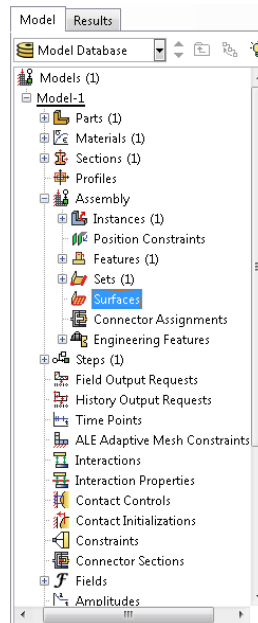 Model Results
Model Database
Models (1)
Model-1
Parts (1)
Materials (1)
Sections (1)
Profiles
Assembly
Instances (1)
Position Constraints
Features (1)
Sets (1)
Surfaces
Connector Assignments
Engineering Features
Steps (1)
Field Output Requests
History Output Requests
Time Points
ALE Adaptive Mesh Constraints
Interactions
Interaction Properties
Contact Controls
Contact Initializations
Constraints
Connector Sections
Fields
Amplitudes